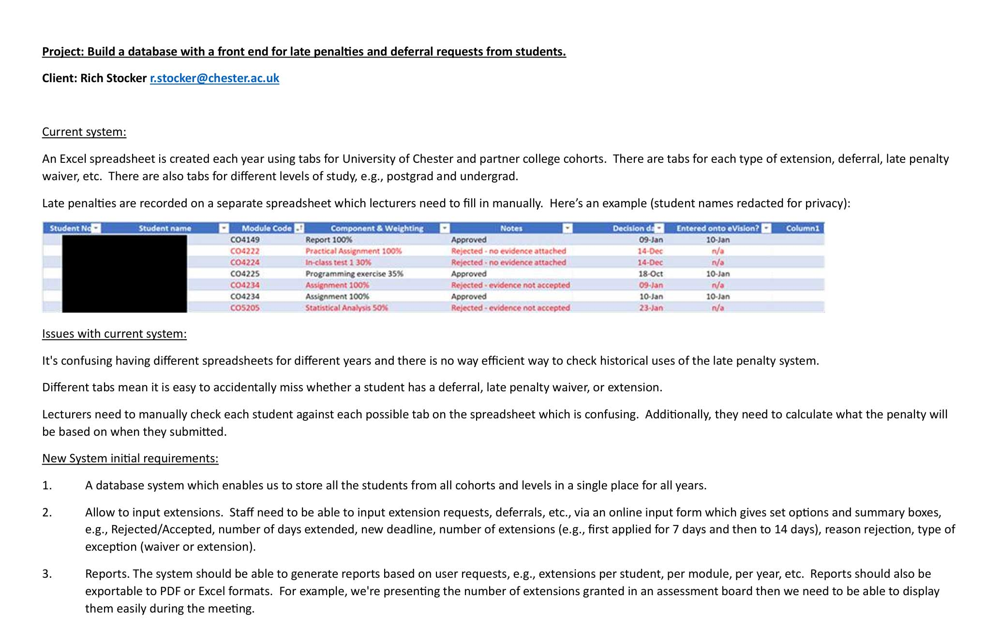 Project: Build a database with a front end for late penalties and deferral requests from students.
Client: Rich Stocker r.stocker@chester.ac.uk
Current system:
An Excel spreadsheet is created each year using tabs for University of Chester and partner college cohorts.  There are tabs for each type of extension, deferral, late penalty
waiver, etc.  There are also tabs for different levels of study, e.g., postgrad and undergrad.
Late penalties are recorded on a separate spreadsheet which lecturers need to fill in manually.  Here’s an example (student names redacted for privacy):
Student No Student name Module Code Component & Weighting Notes Decision da Entered onto eVision? Column1
CO4149 Report 100% Approved 09-Jan 10-Jan
CO4222 Practical Assignment 100% Rejected - no evidence attached 14-Dec n/a
CO4224 In-class test 1 30% Rejected - no evidence attached 14-Dec n/a
CO4225 Programming exercise 35% Approved 18-Oct 10-Jan
CO4234 Assignment 100% Rejected - evidence not accepted 09-Jan n/a
CO4234 Assignment 100% Approved 10-Jan 10-Jan
CO5205 Statistical Analysis 50% Rejected - evidence not accepted 23-Jan n/a
Issues with current system:
It's confusing having different spreadsheets for different years and there is no way efficient way to check historical uses of the late penalty system.
Different tabs mean it is easy to accidentally miss whether a student has a deferral, late penalty waiver, or extension.
Lecturers need to manually check each student against each possible tab on the spreadsheet which is confusing.  Additionally, they need to calculate what the penalty will
be based on when they submitted.
New System initial requirements:
1. A database system which enables us to store all the students from all cohorts and levels in a single place for all years.
2. Allow to input extensions.  Staff need to be able to input extension requests, deferrals, etc., via an online input form which gives set options and summary boxes,
e.g., Rejected/Accepted, number of days extended, new deadline, number of extensions (e.g., first applied for 7 days and then to 14 days), reason rejection, type of
exception (waiver or extension).
3. Reports. The system should be able to generate reports based on user requests, e.g., extensions per student, per module, per year, etc.  Reports should also be
exportable to PDF or Excel formats.  For example, we're presenting the number of extensions granted in an assessment board then we need to be able to display
them easily during the meeting.